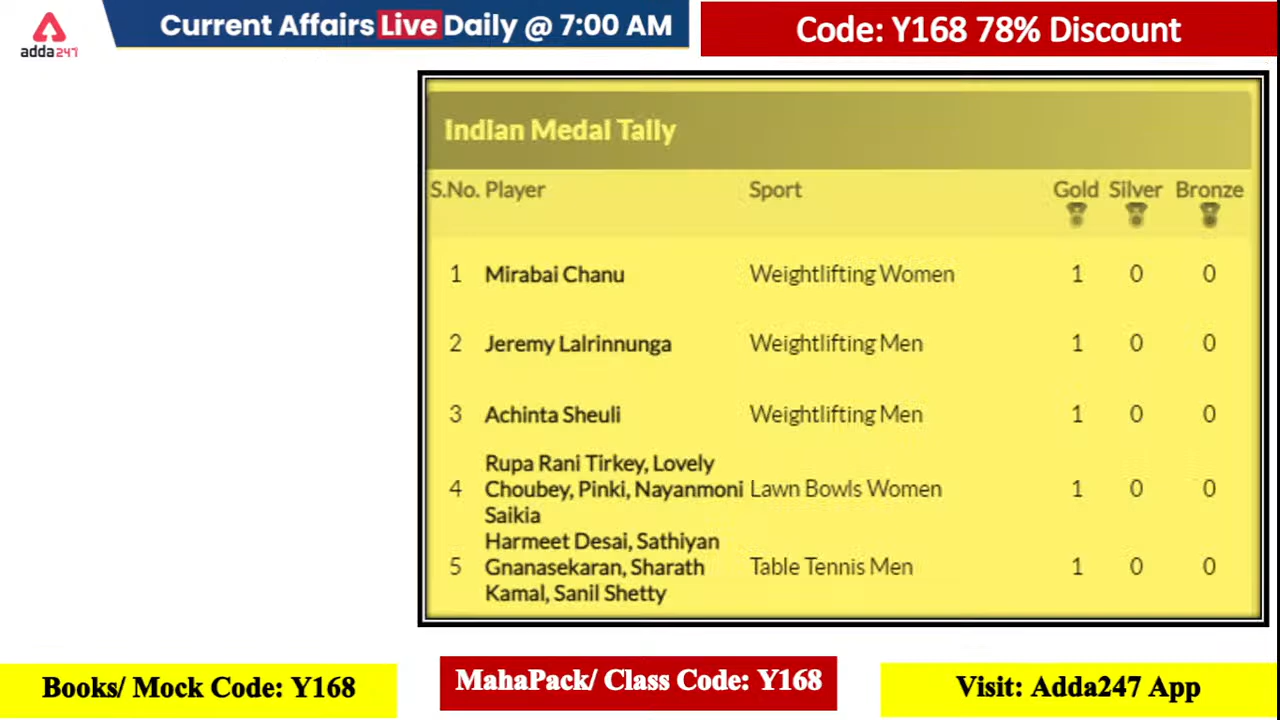 adda247
Current Affairs Live Daily @ 7:00 AM
Code: Y168 78% Discount
Indian Medal Tally
S.No. Player Sport Gold Silver Bronze
1 Mirabai Chanu Weightlifting Women 1 0 0
2 Jeremy Lalrinnunga Weightlifting Men 1 0 0
3 Achinta Sheuli Weightlifting Men 1 0 0
Rupa Rani Tirkey, Lovely
4 Choubey, Pinki, Nayanmoni Lawn Bowls Women 1 0 0
Saikia
Harmeet Desai, Sathiyan
5 Gnanasekaran, Sharath Table Tennis Men 1 0 0
Kamal, Sanil Shetty
Books/ Mock Code: Y168
MahaPack/ Class Code: Y168
Visit: Adda247 App